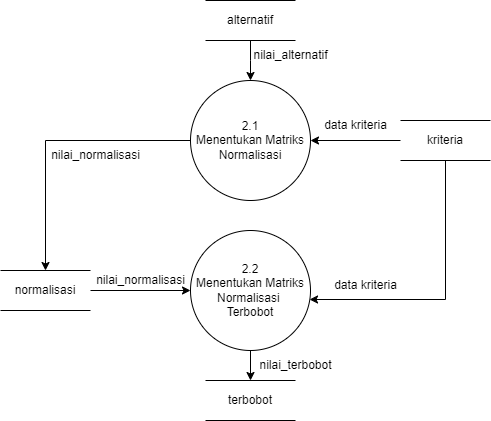 alternatif
nilai_alternatif
2.1
Menentukan Matriks
Normalisasi
data kriteria
kriteria
nilai_normalisasi
normalisasi
nilai_normalisasi
2.2
Menentukan Matriks
Normalisasi
Terbobot
data kriteria
nilai_terbobot
terbobot